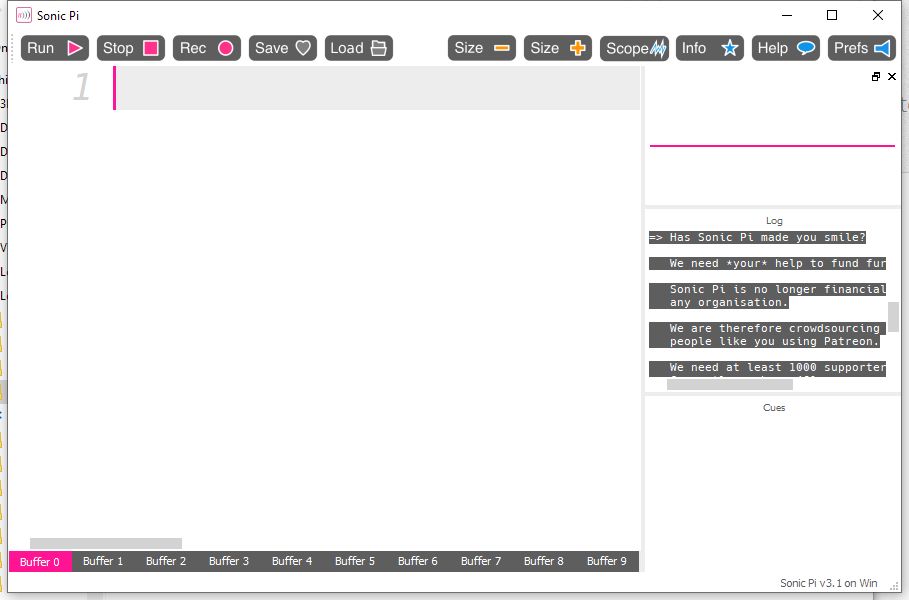 Sonic Pi
Run Stop Rec Save Load Size Size Scope Info Help Prefs
1
Log
=> Has Sonic Pi made you smile?
We need *your* help to fund fur
Sonic Pi is no longer financial
any organisation.
We are therefore crowdsourcing
people like you using Patreon.
We need at least 1000 supporter
Cues
Buffer 0 Buffer 1 Buffer 2 Buffer 3 Buffer 4 Buffer 5 Buffer 6 Buffer 7 Buffer 8 Buffer 9
Sonic Pi v3.1 on Win